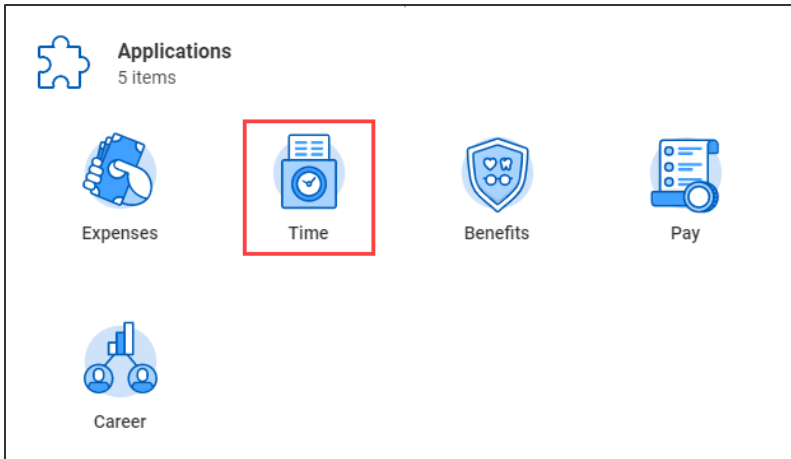 Applications
5 items
Expenses
Time
Benefits
Pay
Career